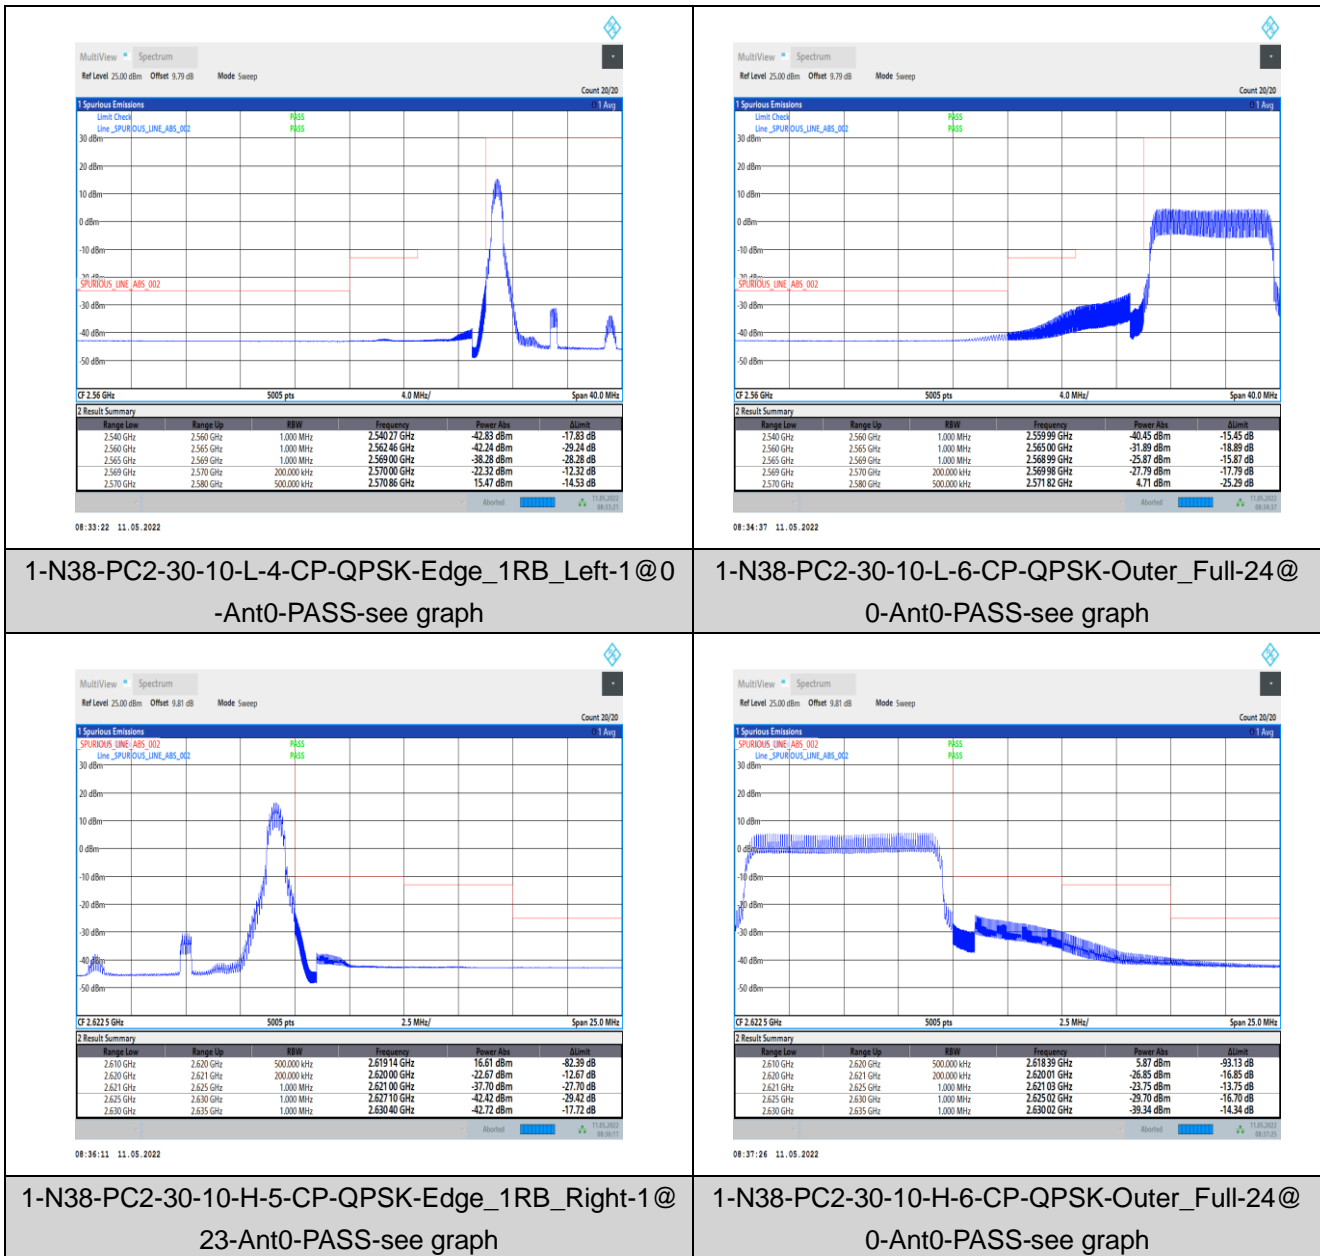 MultiView Spectrum
Ref Level 25.00 dBm Offset 9.79 dB Mode Sweep
Count 20/20
1 Spurious Emissions 1 Avg
Limit Check PASS
Line _SPURIOUS_LINE_ABS_002 PASS
30 dBm
20 dBm
10 dBm
0 dBm
-10 dBm
-20 dBm
SPURIOUS_LINE_ABS_002
-30 dBm
-40 dBm
-50 dBm
CF 2.56 GHz 5005 pts 4.0 MHz/ Span 40.0 MHz
2 Result Summary
Range Low Range Up RBW Frequency Power Abs ΔLimit
2.540 GHz 2.560 GHz 1.000 MHz 2.540 27 GHz -42.83 dBm -17.83 dB
2.560 GHz 2.565 GHz 1.000 MHz 2.562 46 GHz -42.24 dBm -29.24 dB
2.565 GHz 2.569 GHz 1.000 MHz 2.569 00 GHz -38.28 dBm -28.28 dB
2.569 GHz 2.570 GHz 200.000 kHz 2.570 00 GHz -22.32 dBm -12.32 dB
2.570 GHz 2.580 GHz 500.000 kHz 2.570 86 GHz 15.47 dBm -14.53 dB
Aborted 11.05.2022
08:33:21
08:33:22 11.05.2022
1-N38-PC2-30-10-L-4-CP-QPSK-Edge_1RB_Left-1@0
-Ant0-PASS-see graph
MultiView Spectrum
Ref Level 25.00 dBm Offset 9.79 dB Mode Sweep
Count 20/20
1 Spurious Emissions 1 Avg
Limit Check PASS
Line _SPURIOUS_LINE_ABS_002 PASS
30 dBm
20 dBm
10 dBm
0 dBm
-10 dBm
-20 dBm
SPURIOUS_LINE_ABS_002
-30 dBm
-40 dBm
-50 dBm
CF 2.56 GHz 5005 pts 4.0 MHz/ Span 40.0 MHz
2 Result Summary
Range Low Range Up RBW Frequency Power Abs ΔLimit
2.540 GHz 2.560 GHz 1.000 MHz 2.559 99 GHz -40.45 dBm -15.45 dB
2.560 GHz 2.565 GHz 1.000 MHz 2.565 00 GHz -31.89 dBm -18.89 dB
2.565 GHz 2.569 GHz 1.000 MHz 2.568 99 GHz -25.87 dBm -15.87 dB
2.569 GHz 2.570 GHz 200.000 kHz 2.569 98 GHz -27.79 dBm -17.79 dB
2.570 GHz 2.580 GHz 500.000 kHz 2.571 82 GHz 4.71 dBm -25.29 dB
Aborted 11.05.2022
08:34:37
08:34:37 11.05.2022
1-N38-PC2-30-10-L-6-CP-QPSK-Outer_Full-24@
0-Ant0-PASS-see graph
MultiView Spectrum
Ref Level 25.00 dBm Offset 9.81 dB Mode Sweep
Count 20/20
1 Spurious Emissions 1 Avg
SPURIOUS_LINE_ABS_002 PASS
Line _SPURIOUS_LINE_ABS_002 PASS
30 dBm
20 dBm
10 dBm
0 dBm
-10 dBm
-20 dBm
-30 dBm
-40 dBm
-50 dBm
CF 2.622 5 GHz 5005 pts 2.5 MHz/ Span 25.0 MHz
2 Result Summary
Range Low Range Up RBW Frequency Power Abs ΔLimit
2.610 GHz 2.620 GHz 500.000 kHz 2.619 14 GHz 16.61 dBm -82.39 dB
2.620 GHz 2.621 GHz 200.000 kHz 2.620 00 GHz -22.67 dBm -12.67 dB
2.621 GHz 2.625 GHz 1.000 MHz 2.621 00 GHz -37.70 dBm -27.70 dB
2.625 GHz 2.630 GHz 1.000 MHz 2.627 10 GHz -42.42 dBm -29.42 dB
2.630 GHz 2.635 GHz 1.000 MHz 2.630 40 GHz -42.72 dBm -17.72 dB
Aborted 11.05.2022
08:36:11
08:36:11 11.05.2022
1-N38-PC2-30-10-H-5-CP-QPSK-Edge_1RB_Right-1@
23-Ant0-PASS-see graph
MultiView Spectrum
Ref Level 25.00 dBm Offset 9.81 dB Mode Sweep
Count 20/20
1 Spurious Emissions 1 Avg
SPURIOUS_LINE_ABS_002 PASS
Line _SPURIOUS_LINE_ABS_002 PASS
30 dBm
20 dBm
10 dBm
0 dBm
-10 dBm
-20 dBm
-30 dBm
-40 dBm
-50 dBm
CF 2.622 5 GHz 5005 pts 2.5 MHz/ Span 25.0 MHz
2 Result Summary
Range Low Range Up RBW Frequency Power Abs ΔLimit
2.610 GHz 2.620 GHz 500.000 kHz 2.618 39 GHz 5.87 dBm -93.13 dB
2.620 GHz 2.621 GHz 200.000 kHz 2.620 01 GHz -26.85 dBm -16.85 dB
2.621 GHz 2.625 GHz 1.000 MHz 2.621 03 GHz -23.75 dBm -13.75 dB
2.625 GHz 2.630 GHz 1.000 MHz 2.625 02 GHz -29.70 dBm -16.70 dB
2.630 GHz 2.635 GHz 1.000 MHz 2.630 02 GHz -39.34 dBm -14.34 dB
Aborted 11.05.2022
08:37:25
08:37:26 11.05.2022
1-N38-PC2-30-10-H-6-CP-QPSK-Outer_Full-24@
0-Ant0-PASS-see graph